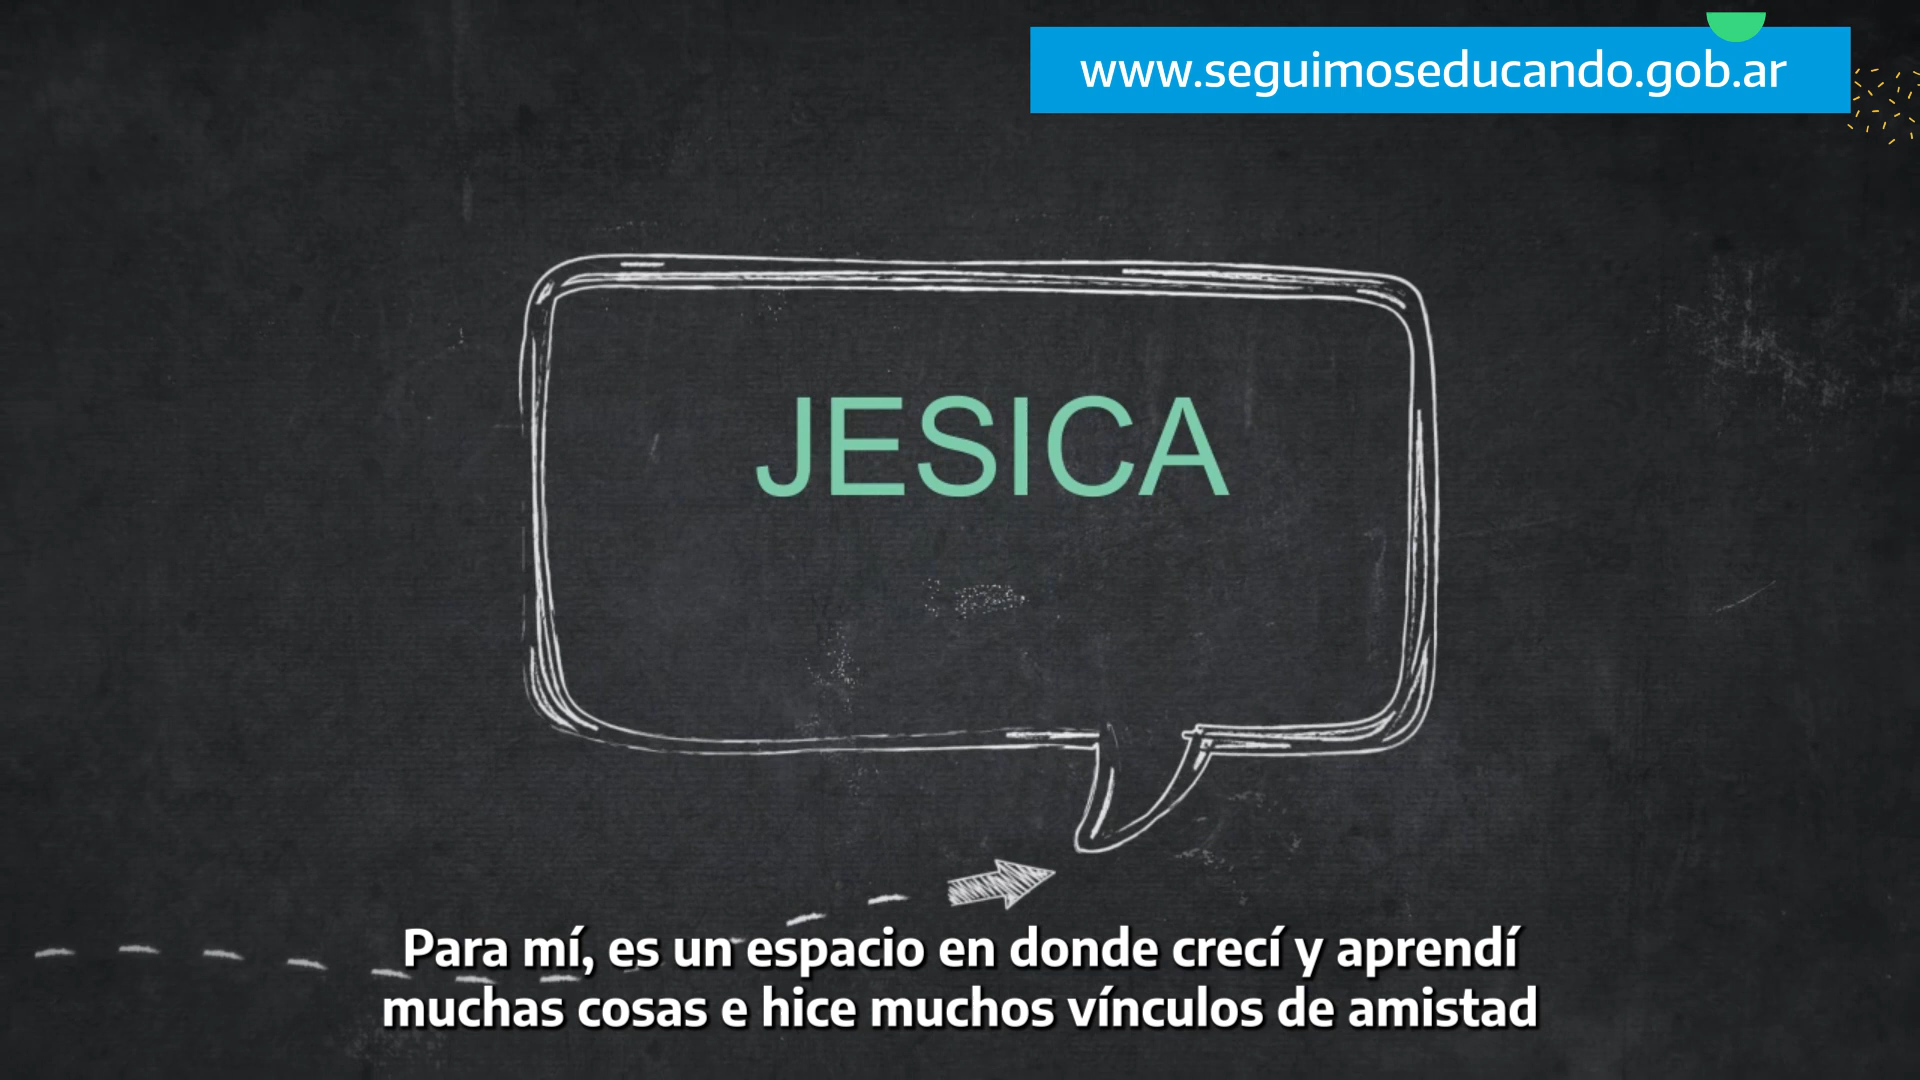 www.seguimoseducando.gob.ar
JESICA
Para mí, es un espacio en donde crecí y aprendí
muchas cosas e hice muchos vínculos de amistad